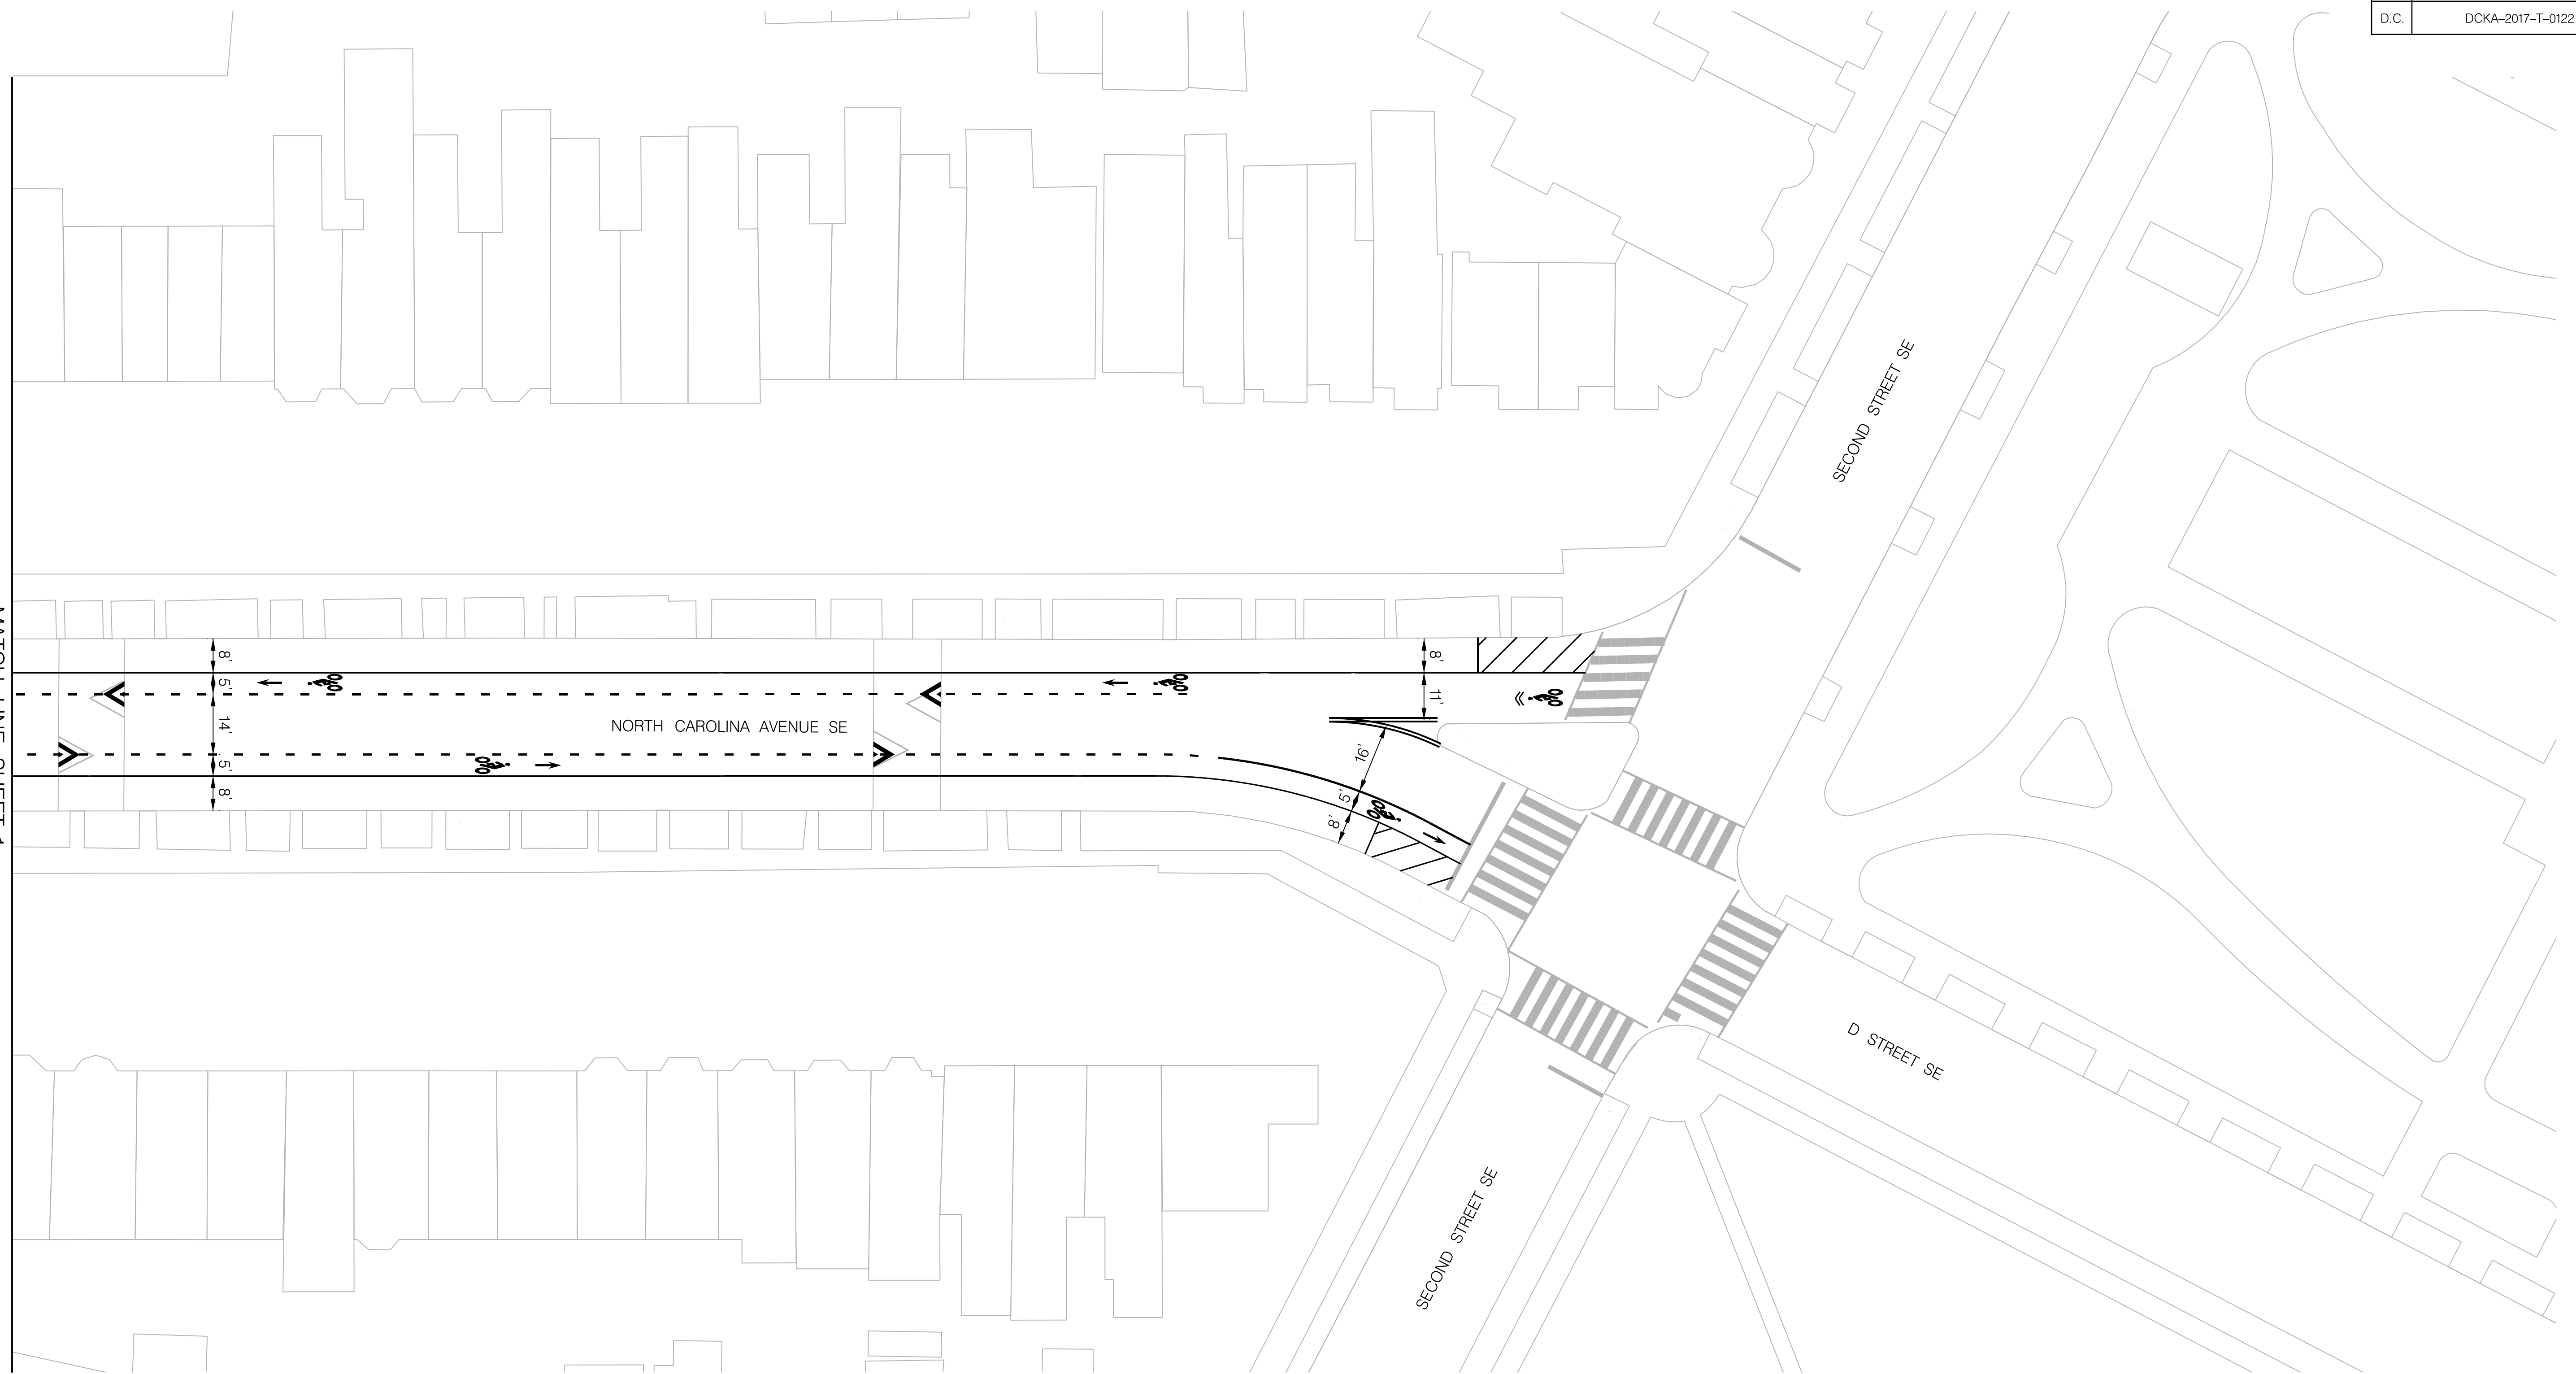 D.C. DCKA-2017-T-0122
SECOND STREET SE
8'
5'
14'
5'
8'
NORTH CAROLINA AVENUE SE
8'
11'
16'
5'
8'
D STREET SE
SECOND STREET SE